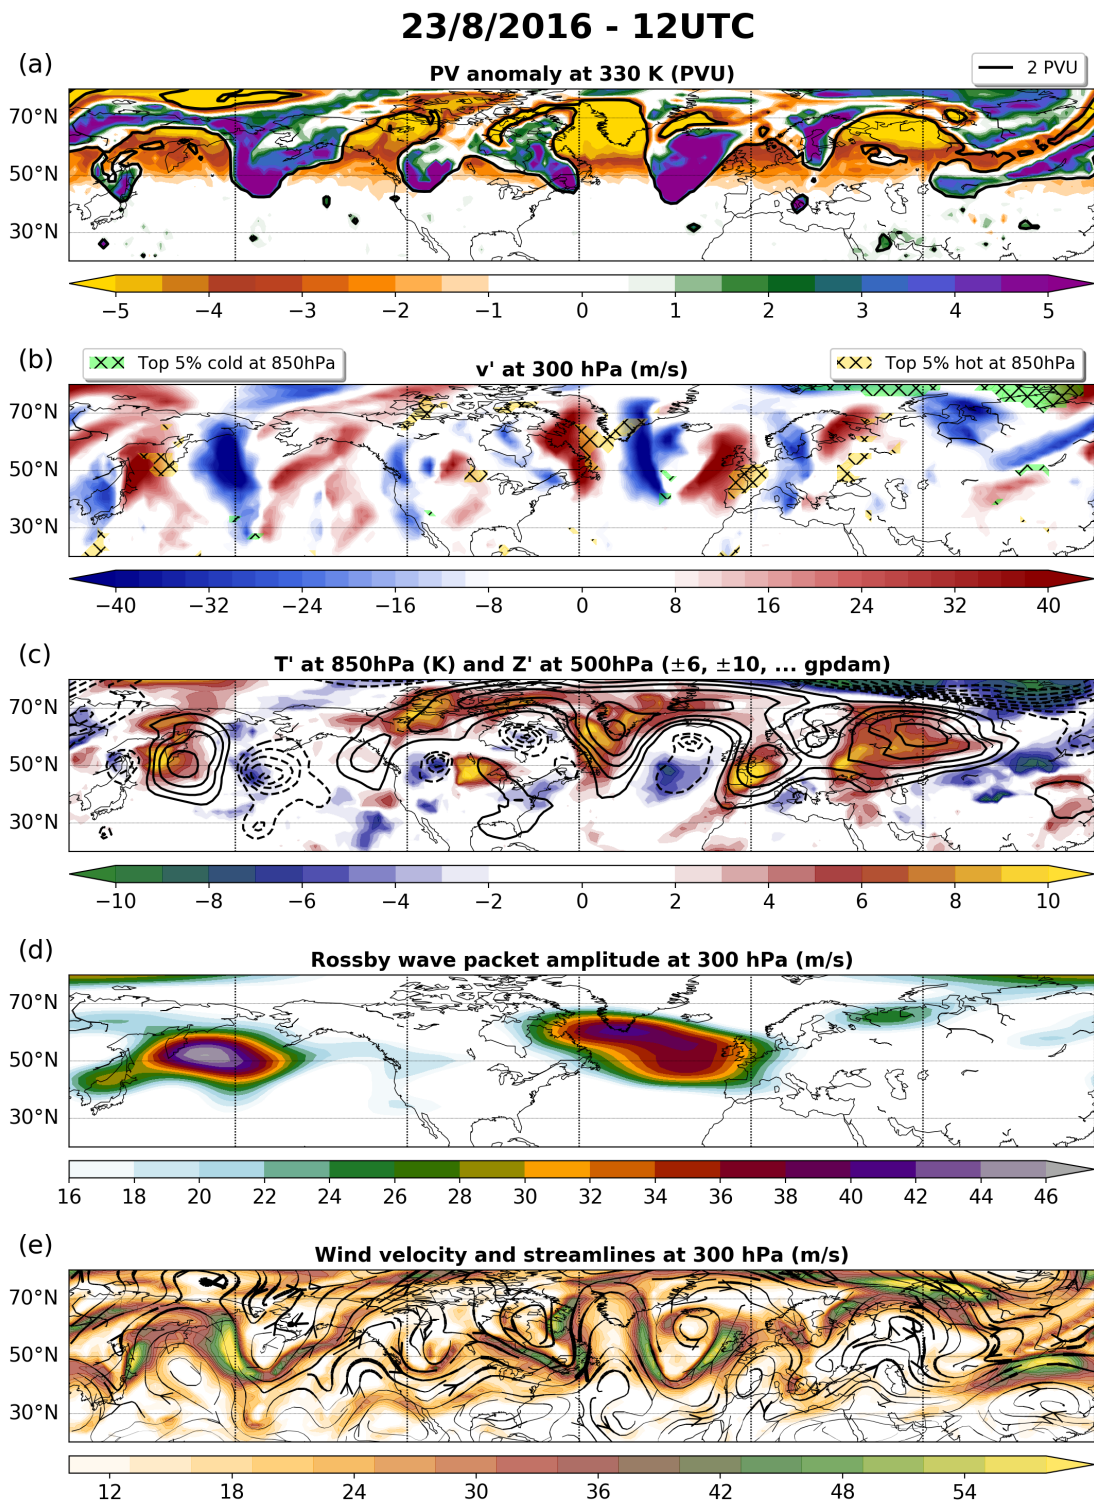 23/8/2016 - 12UTC
(a)
PV anomaly at 330 K (PVU)
2 PVU
70°N
50°N
30°N
−5 −4 −3 −2 −1 0 1 2 3 4 5
(b)
Top 5% cold at 850hPa
v' at 300 hPa (m/s)
Top 5% hot at 850hPa
70°N
50°N
30°N
−40 −32 −24 −16 −8 0 8 16 24 32 40
(c)
T' at 850hPa (K) and Z' at 500hPa (±6, ±10, ... gpdam)
70°N
50°N
30°N
−10 −8 −6 −4 −2 0 2 4 6 8 10
(d)
Rossby wave packet amplitude at 300 hPa (m/s)
70°N
50°N
30°N
16 18 20 22 24 26 28 30 32 34 36 38 40 42 44 46
(e)
Wind velocity and streamlines at 300 hPa (m/s)
70°N
50°N
30°N
12 18 24 30 36 42 48 54